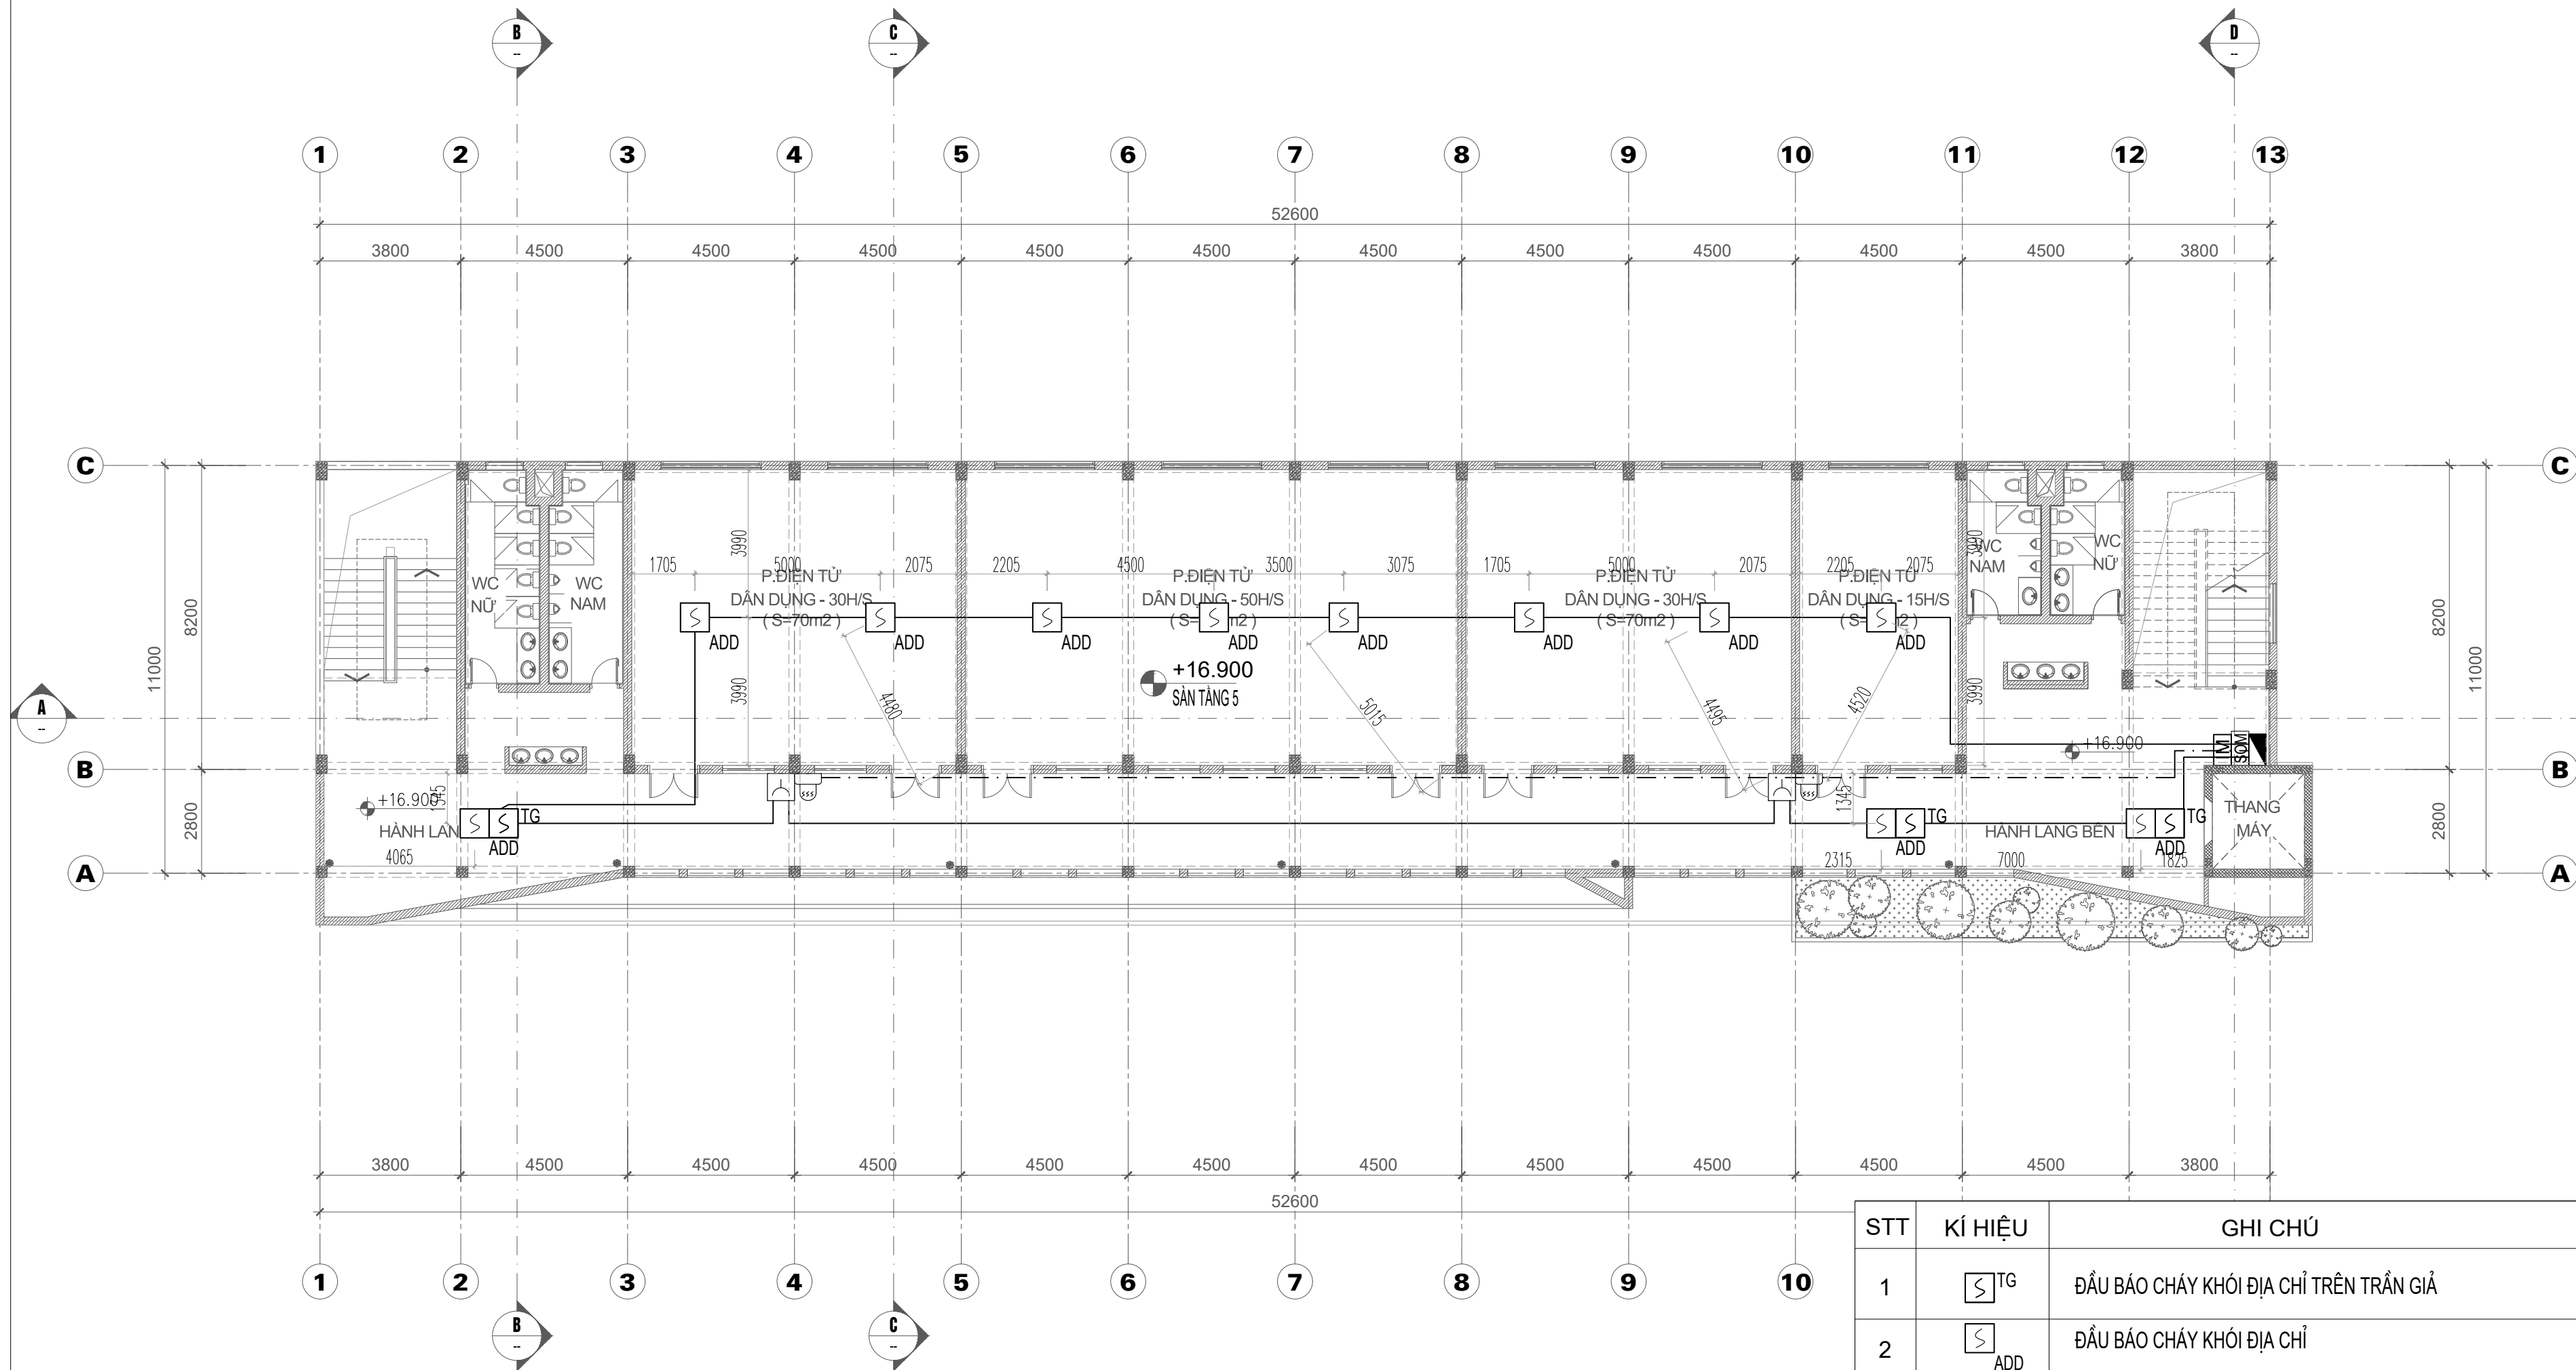 B
--
C
--
D
--
1 2 3 4 5 6 7 8 9 10 11 12 13
52600
3800 4500 4500 4500 4500 4500 4500 4500 4500 4500 4500 3800
C C
3990 3990
1705 5000 2075 2205 4500 3500 3075 1705 5000 2075 2205 2075
WC
NỮ
WC
NAM
P.ĐIỆN TỬ
DÂN DỤNG - 30H/S
( S=70m2 )
P.ĐIỆN TỬ
DÂN DỤNG - 50H/S
P.ĐIỆN TỬ
DÂN DỤNG - 30H/S
( S=70m2 )
P.ĐIỆN TỬ
DÂN DỤNG - 15H/S
WC
NAM
WC
NỮ
8200 8200
11000 11000
ADD ADD ADD ADD ADD ADD ADD ADD
+16.900
SÀN TẦNG 5
3990 3990
4480 5015 4495 4520
A
--
+16.900
IM
SOM
B B
2800 2800
+16.900
1345
HÀNH LAN
TG
ADD
4065
1345
TG
ADD
HÀNH LANG BÊN
TG
ADD
THANG
MÁY
2315 7000 1825
A A
3800 4500 4500 4500 4500 4500 4500 4500 4500 4500 4500 3800
52600
1 2 3 4 5 6 7 8 9 10
B
--
C
--
STT KÍ HIỆU GHI CHÚ
1 TG ĐẦU BÁO CHÁY KHÓI ĐỊA CHỈ TRÊN TRẦN GIẢ
2 ADD ĐẦU BÁO CHÁY KHÓI ĐỊA CHỈ